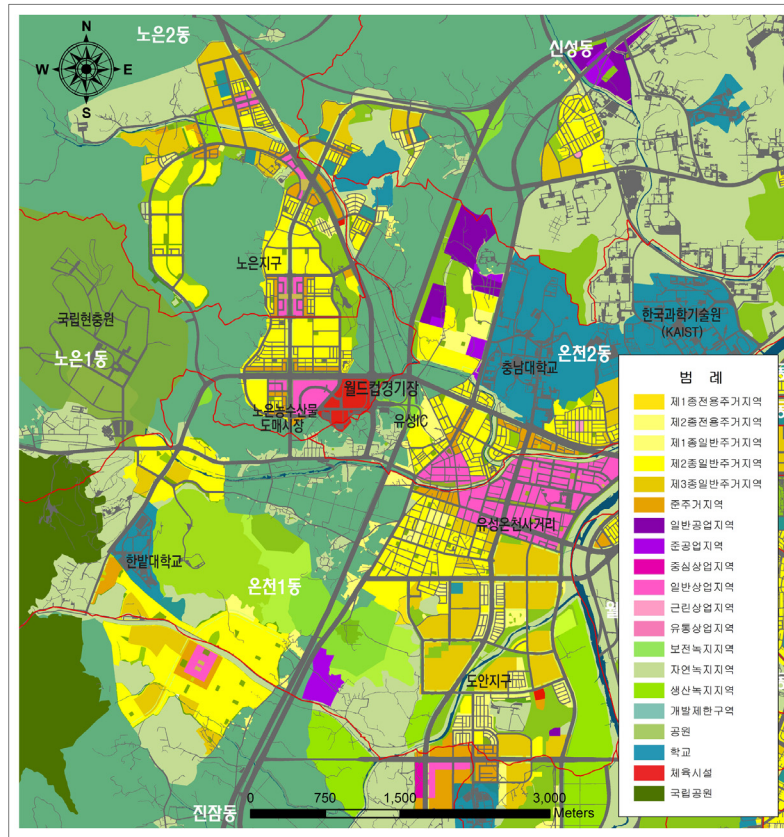 노은2동
신성동
N
W
E
S
노은지구
국립현충원
노은1동
한국과학기술원
(KAIST)
충남대학교
온천2동
월드컵경기장
노은농수산물
도매시장
유성IC
유성온천사거리
한밭대학교
온천1동
도안지구
진잠동
월
범 례
제1종전용주거지역
제2종전용주거지역
제1종일반주거지역
제2종일반주거지역
제3종일반주거지역
준주거지역
일반공업지역
준공업지역
중심상업지역
일반상업지역
근린상업지역
유통상업지역
보전녹지지역
자연녹지지역
생산녹지지역
개발제한구역
공원
학교
체육시설
국립공원
0 750 1,500 3,000
Meters